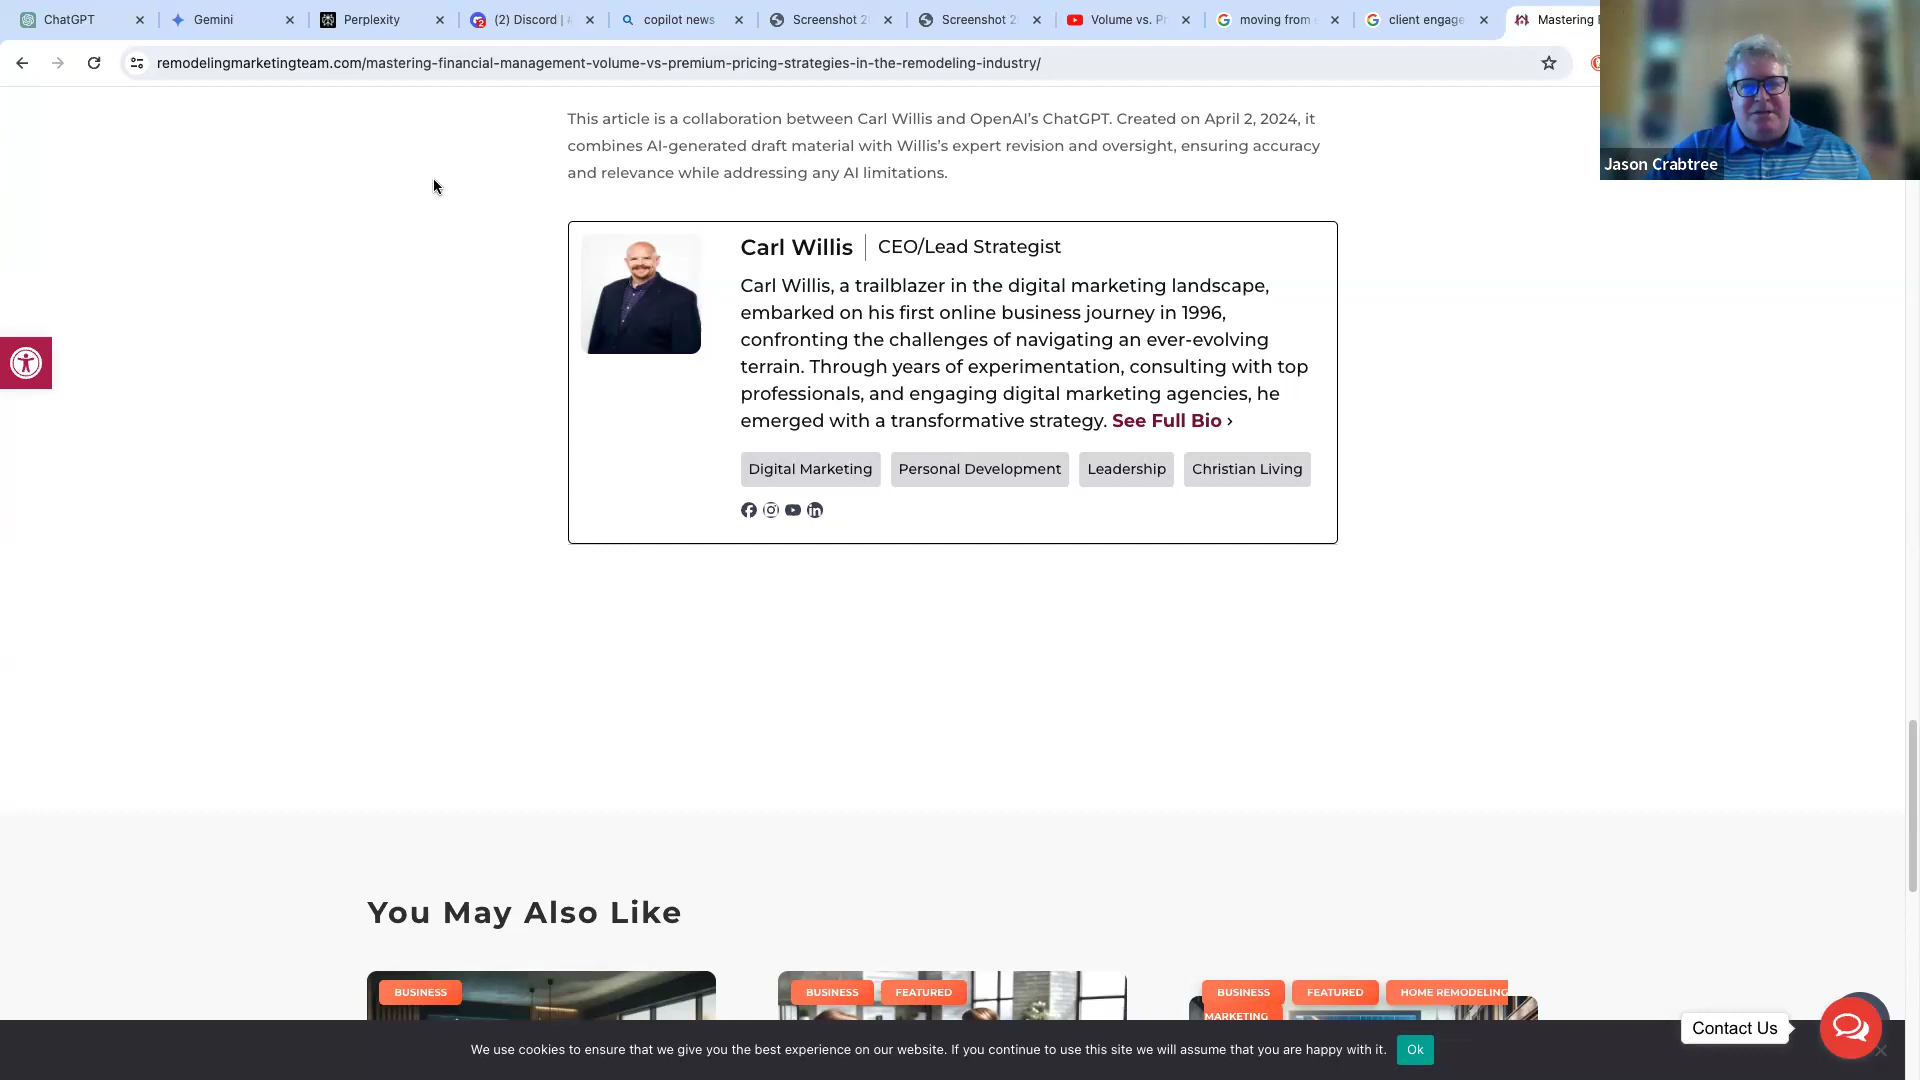 ChatGPT
Gemini
Perplexity
(2) Discord |
copilot news
Screenshot 2
Screenshot 2
Volume vs. P
moving from
client engage
Mastering
remodelingmarketingteam.com/mastering-financial-management-volume-vs-premium-pricing-strategies-in-the-remodeling-industry/
Jason Crabtree
This article is a collaboration between Carl Willis and OpenAI’s ChatGPT. Created on April 2, 2024, it
combines AI-generated draft material with Willis’s expert revision and oversight, ensuring accuracy
and relevance while addressing any AI limitations.
Carl Willis | CEO/Lead Strategist
Carl Willis, a trailblazer in the digital marketing landscape,
embarked on his first online business journey in 1996,
confronting the challenges of navigating an ever-evolving
terrain. Through years of experimentation, consulting with top
professionals, and engaging digital marketing agencies, he
emerged with a transformative strategy. See Full Bio ›
Digital Marketing
Personal Development
Leadership
Christian Living
You May Also Like
BUSINESS
BUSINESS
FEATURED
BUSINESS
FEATURED
HOME REMODELING
MARKETING
Contact Us
We use cookies to ensure that we give you the best experience on our website. If you continue to use this site we will assume that you are happy with it.
Ok